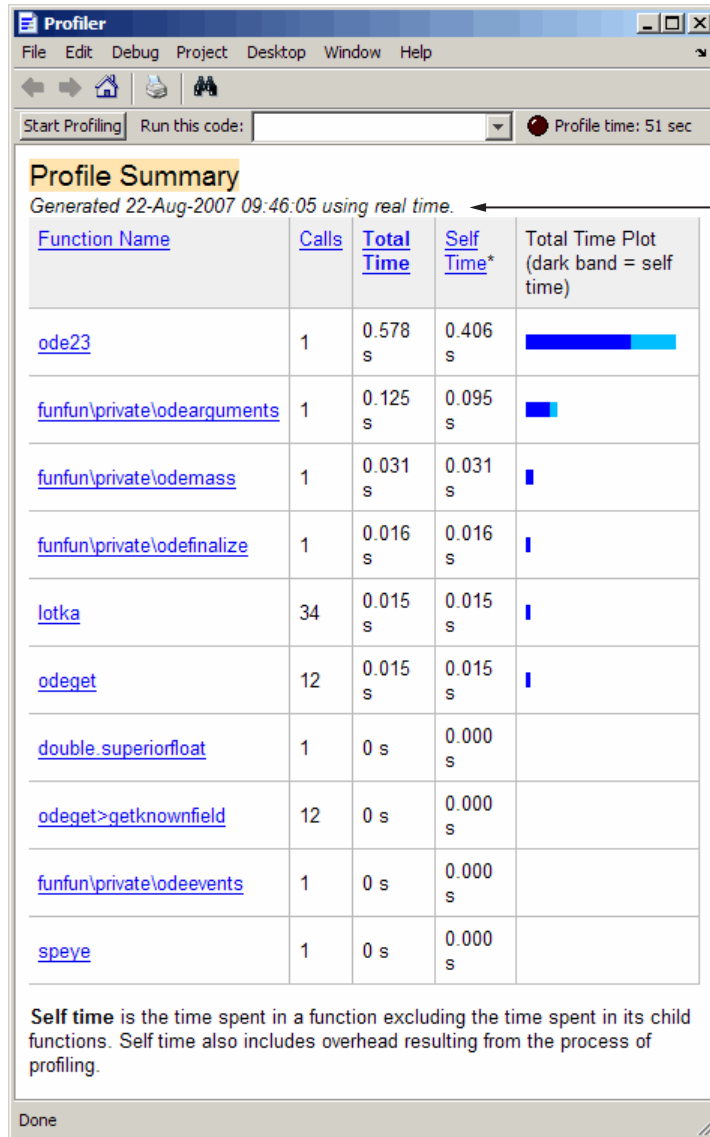 Profiler
File Edit Debug Project Desktop Window Help
Start Profiling Run this code: Profile time: 51 sec
Profile Summary
Generated 22-Aug-2007 09:46:05 using real time.
Function Name Calls Total Time Self Time* Total Time Plot (dark band = self time)
ode23 1 0.578 s 0.406 s
funfun\private\odearguments 1 0.125 s 0.095 s
funfun\private\odemass 1 0.031 s 0.031 s
funfun\private\odefinalize 1 0.016 s 0.016 s
lotka 34 0.015 s 0.015 s
odeget 12 0.015 s 0.015 s
double.superiorfloat 1 0 s 0.000 s
odeget>getknownfield 12 0 s 0.000 s
funfun\private\odeevents 1 0 s 0.000 s
speye 1 0 s 0.000 s
Self time is the time spent in a function excluding the time spent in its child
functions. Self time also includes overhead resulting from the process of
profiling.
Done